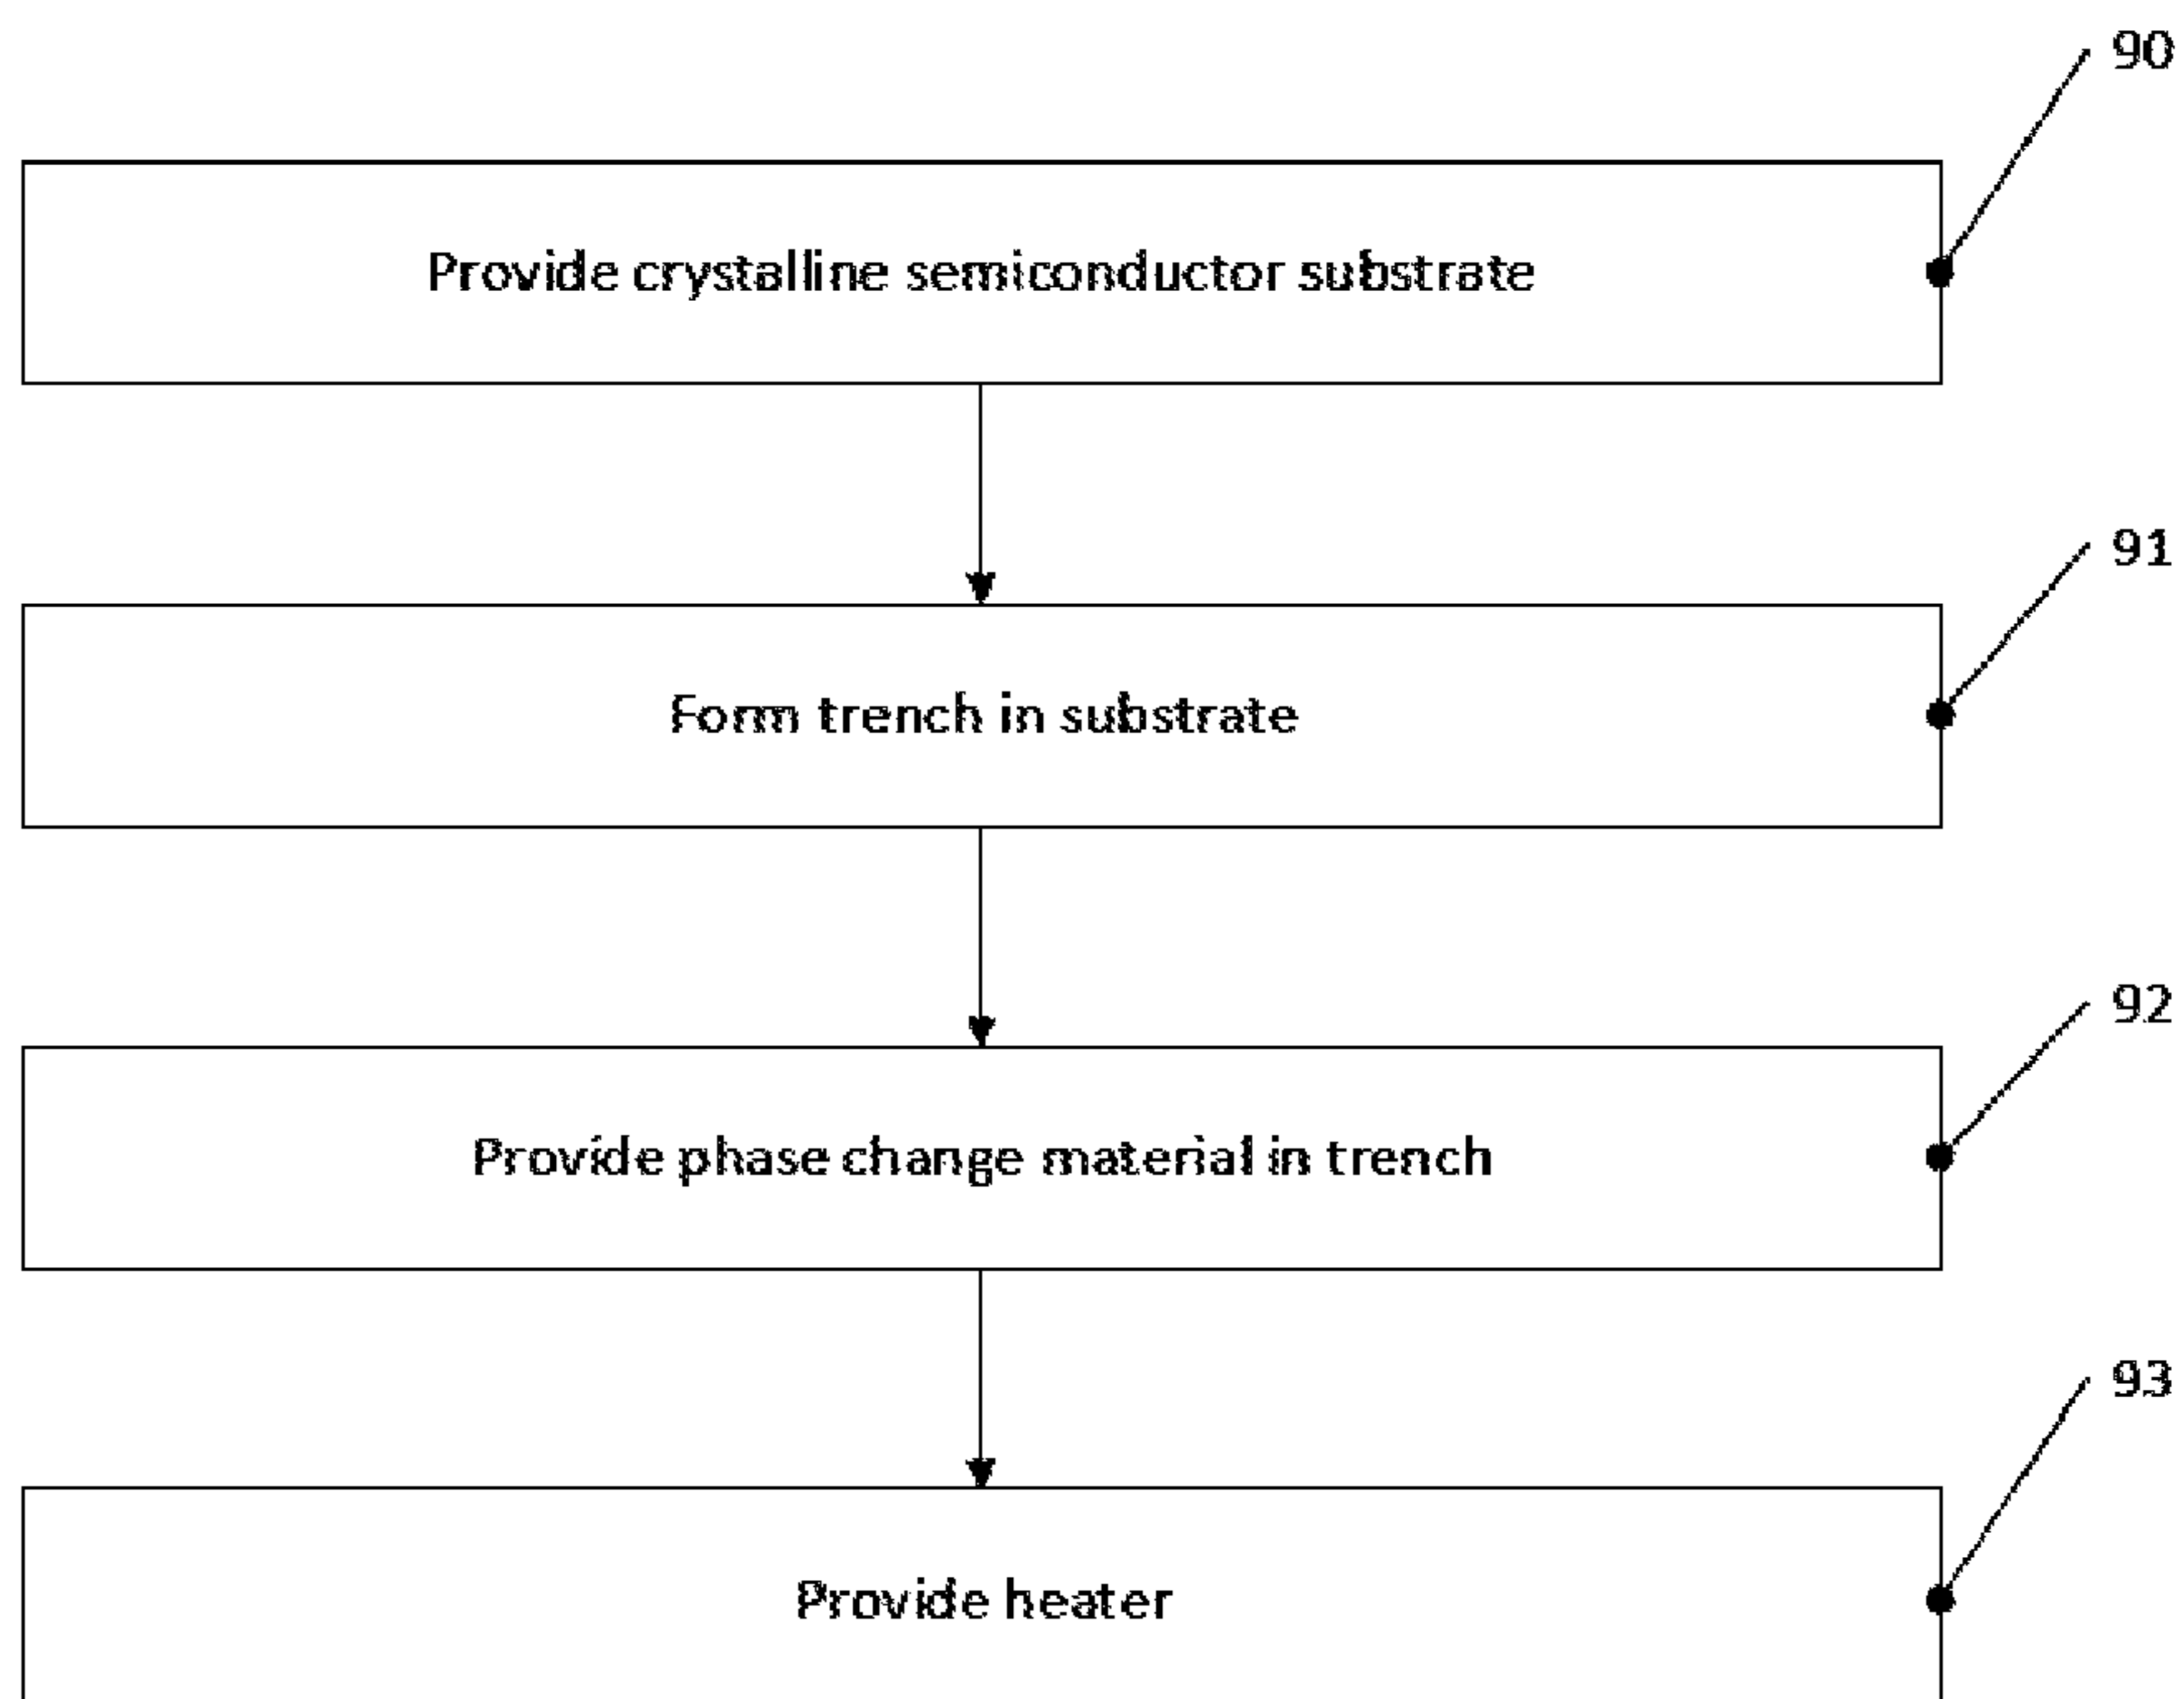 90
Provide crystalline semiconductor substrate
91
Form trench in substrate
92
Provide phase change material in trench
93
Provide heater